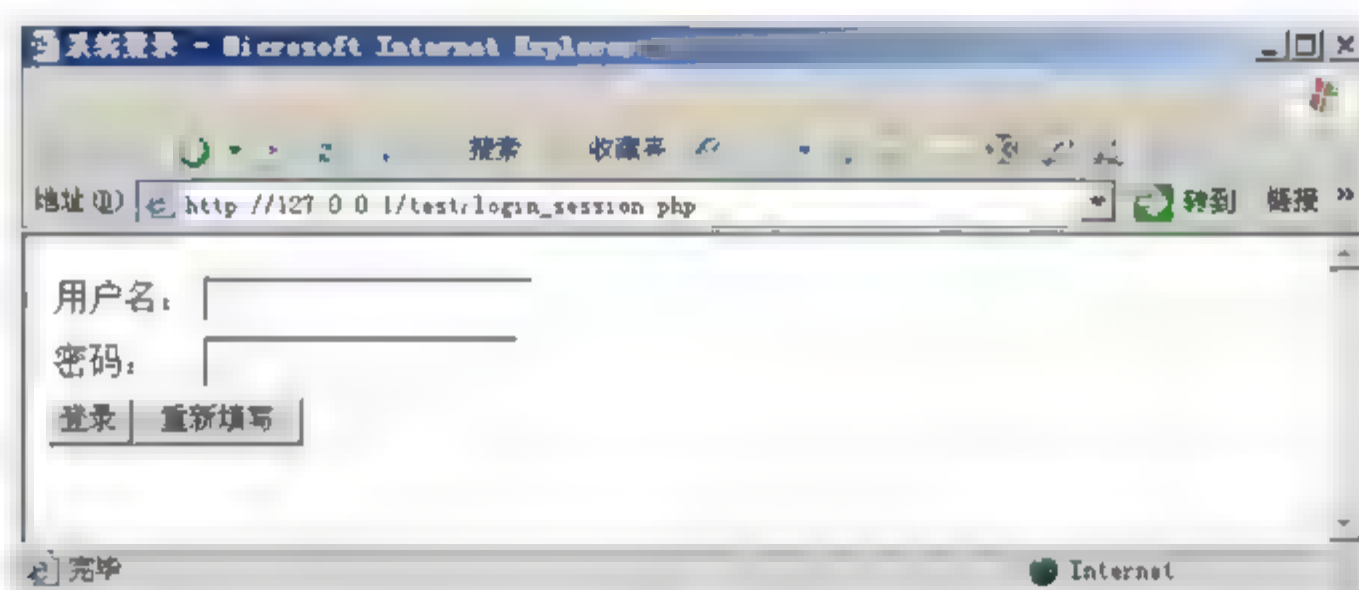 系统登录 - Microsoft Internet Explorer
搜索 收藏夹
地址(D) http //127 0 0 1/test/login_session php 转到 链接 »
用户名：
密码：
登录 重新填写
完毕 Internet